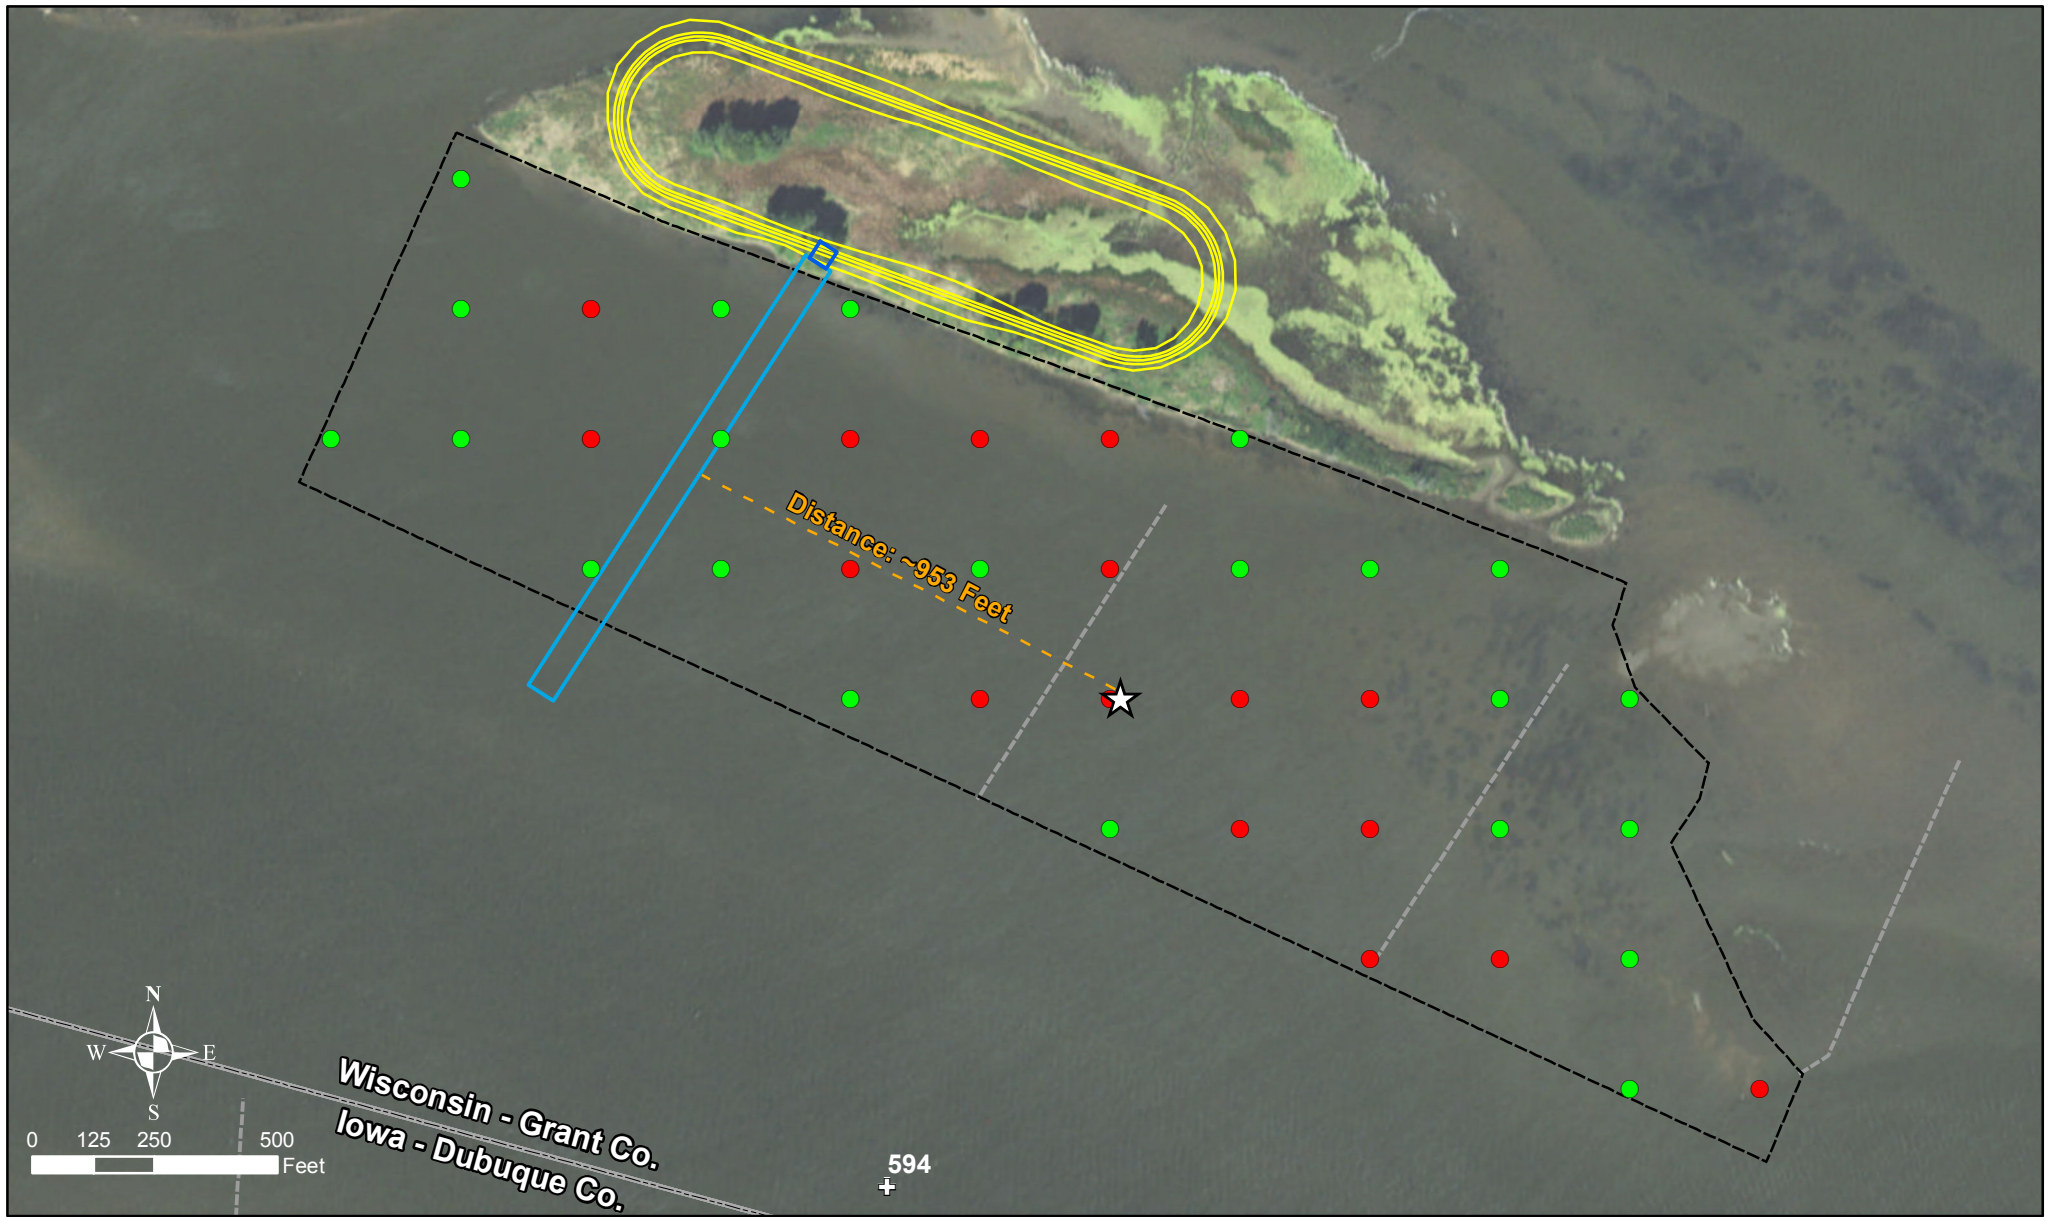 Distance: ~953 Feet
N
W E
S
0 125 250 500
Feet
Wisconsin - Grant Co.
Iowa - Dubuque Co.
594